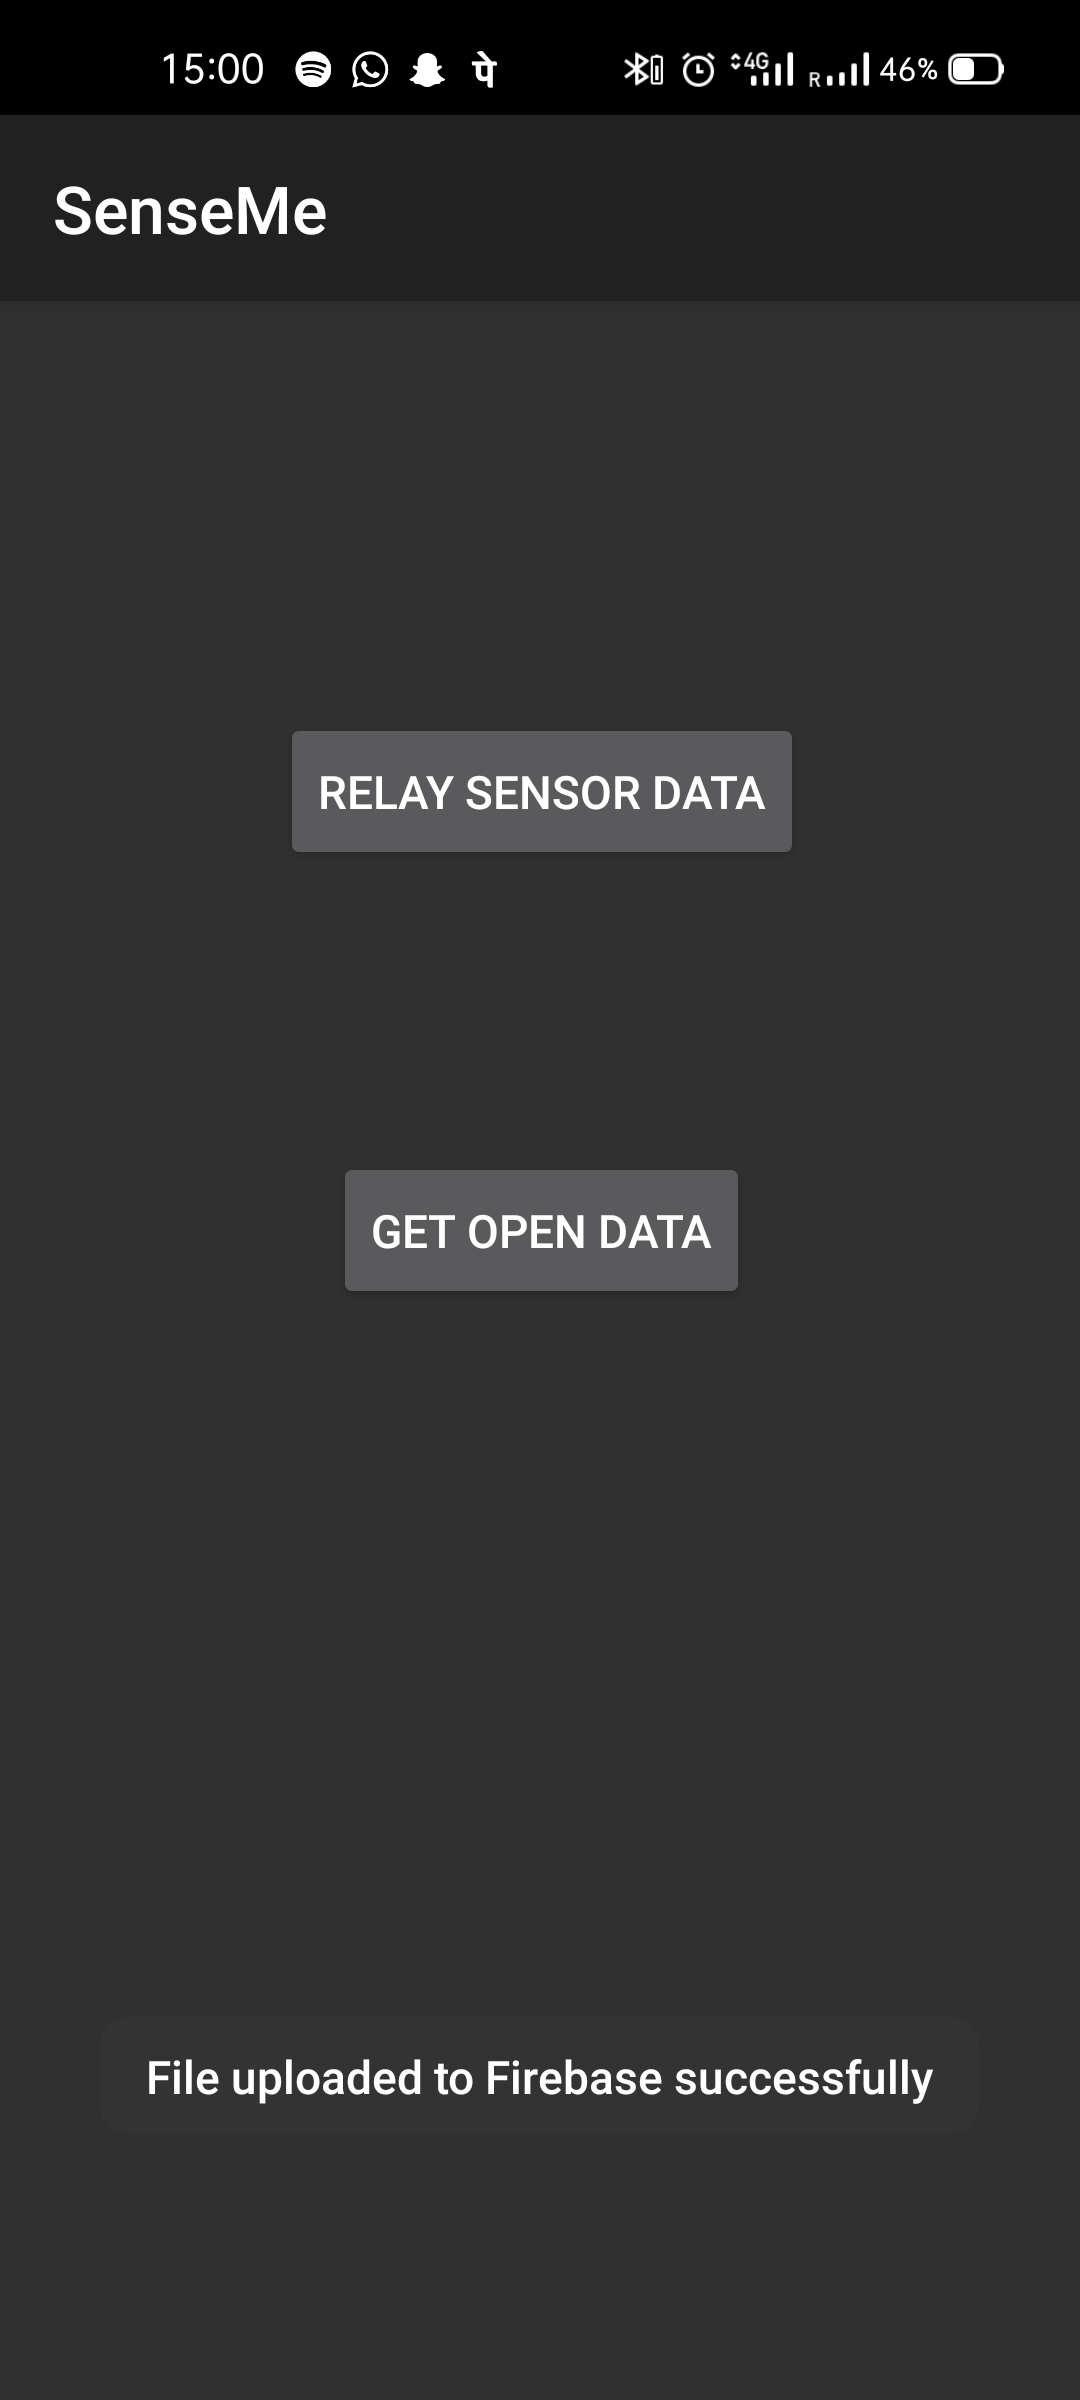 15:00 पे 4G R 46%
SenseMe
RELAY SENSOR DATA
GET OPEN DATA
File uploaded to Firebase successfully